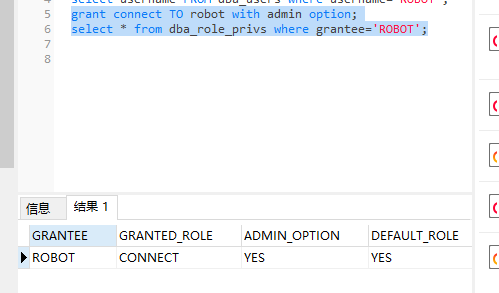 4 select username FROM dba_users where username='ROBOT';
5 grant connect TO robot with admin option;
6 select * from dba_role_privs where grantee='ROBOT';
7
8
信息 结果 1
GRANTEE GRANTED_ROLE ADMIN_OPTION DEFAULT_ROLE
ROBOT CONNECT YES YES